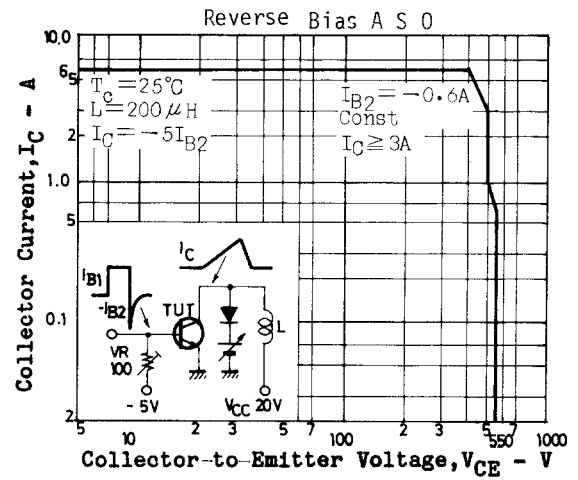 Reverse Bias A S O
10.0
6
5
2
1.0
5
0.1
2
Collector Current, IC – A
Tc=25°C
L=200μH
IC=−5IB2
IB2=−0.6A
Const
IC≧3A
IC
IB1
-IB2
TUT
L
VR
100
- 5V
VCC 20V
5 7 10 2 3 5 7 100 2 3 5 550 7 1000
Collector-to-Emitter Voltage, VCE – V